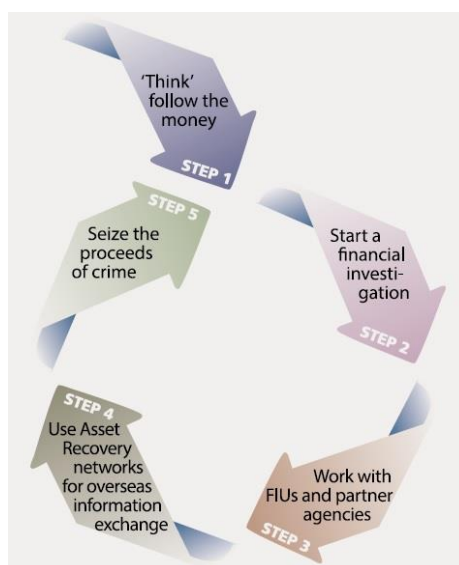 'Think'
follow the
money
STEP 1
Start a
financial
investi-
gation
STEP 2
Work with
FIUs and partner
agencies
STEP 3
STEP 4
Use Asset
Recovery
networks
for overseas
information
exchange
STEP 5
Seize the
proceeds
of crime